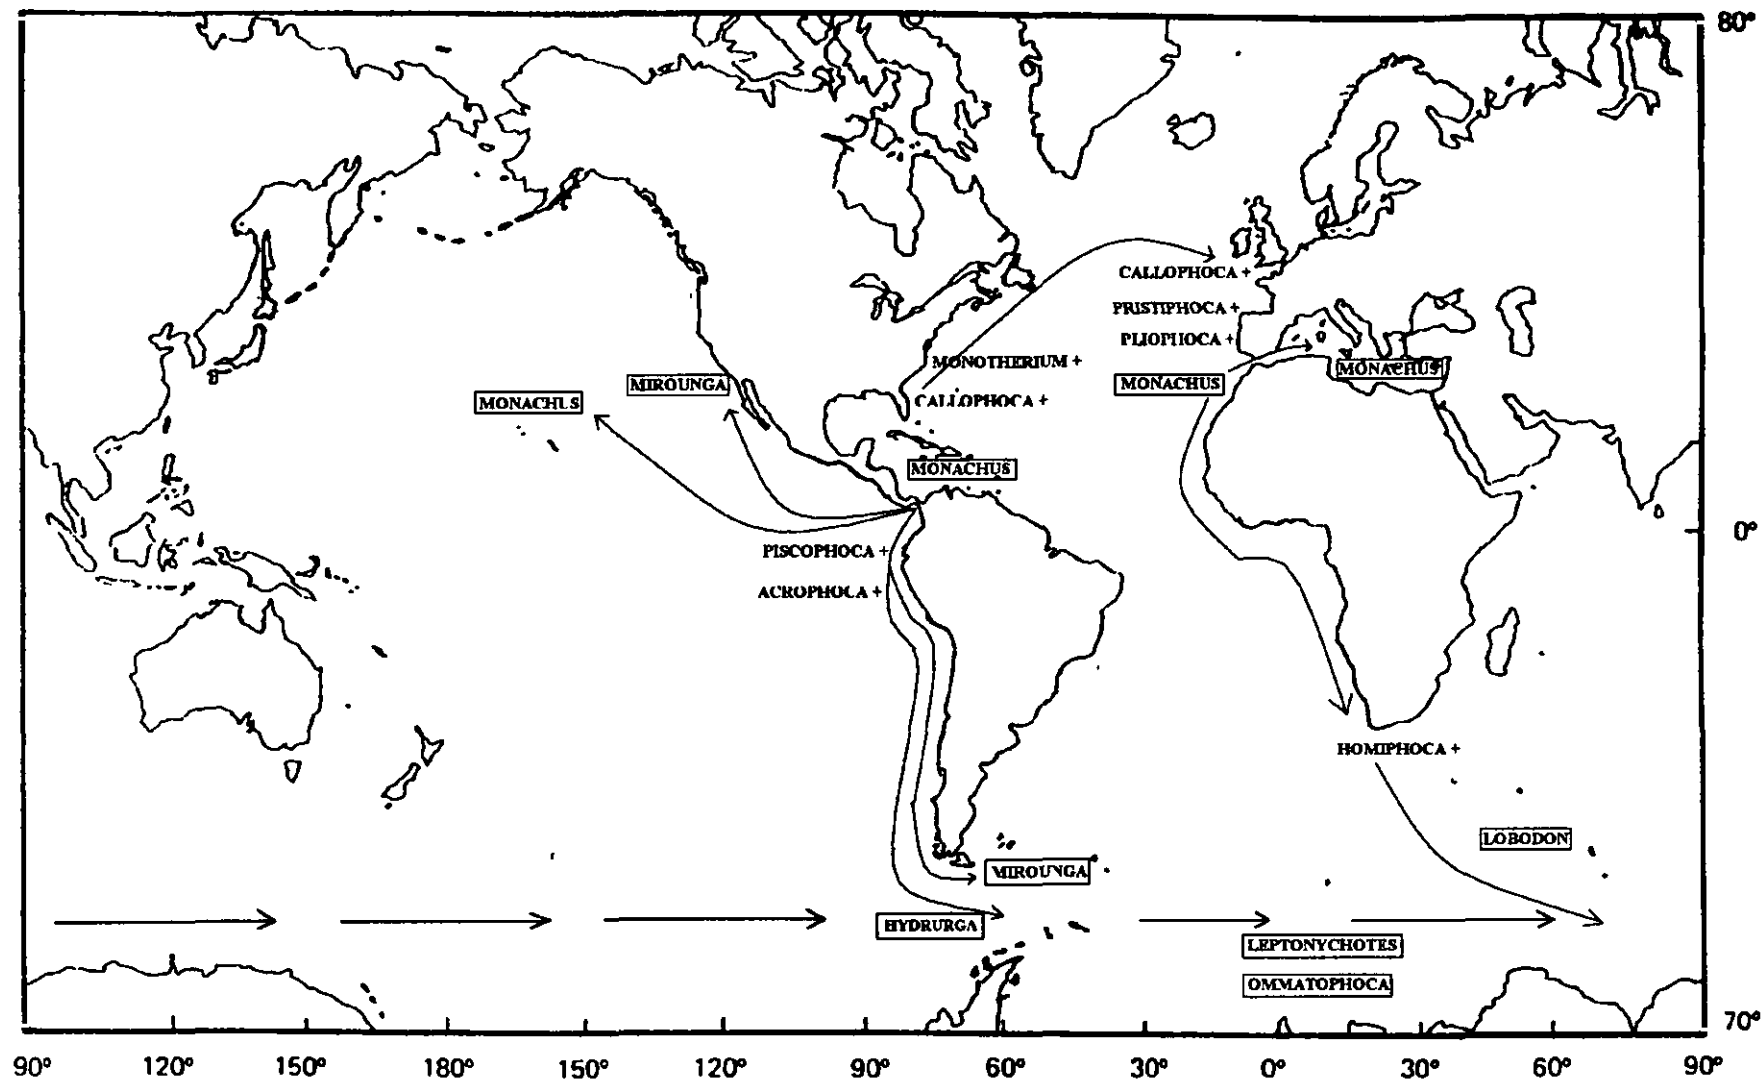 80°
CALLOPHOCA +
PRISTIPHOCA +
PLIOPHOCA +
MONOTHERIUM +
MONACHUS
MONACHUS
MIROUNGA
MONACHUS
CALLOPHOCA +
MONACHUS
0°
PISCOPHOCA +
ACROPHOCA +
HOMIPHOCA +
LOBODON
MIROUNGA
HYDRURGA
LEPTONYCHOTES
OMMATOPHOCA
70°
90° 120° 150° 180° 150° 120° 90° 60° 30° 0° 30° 60° 90°